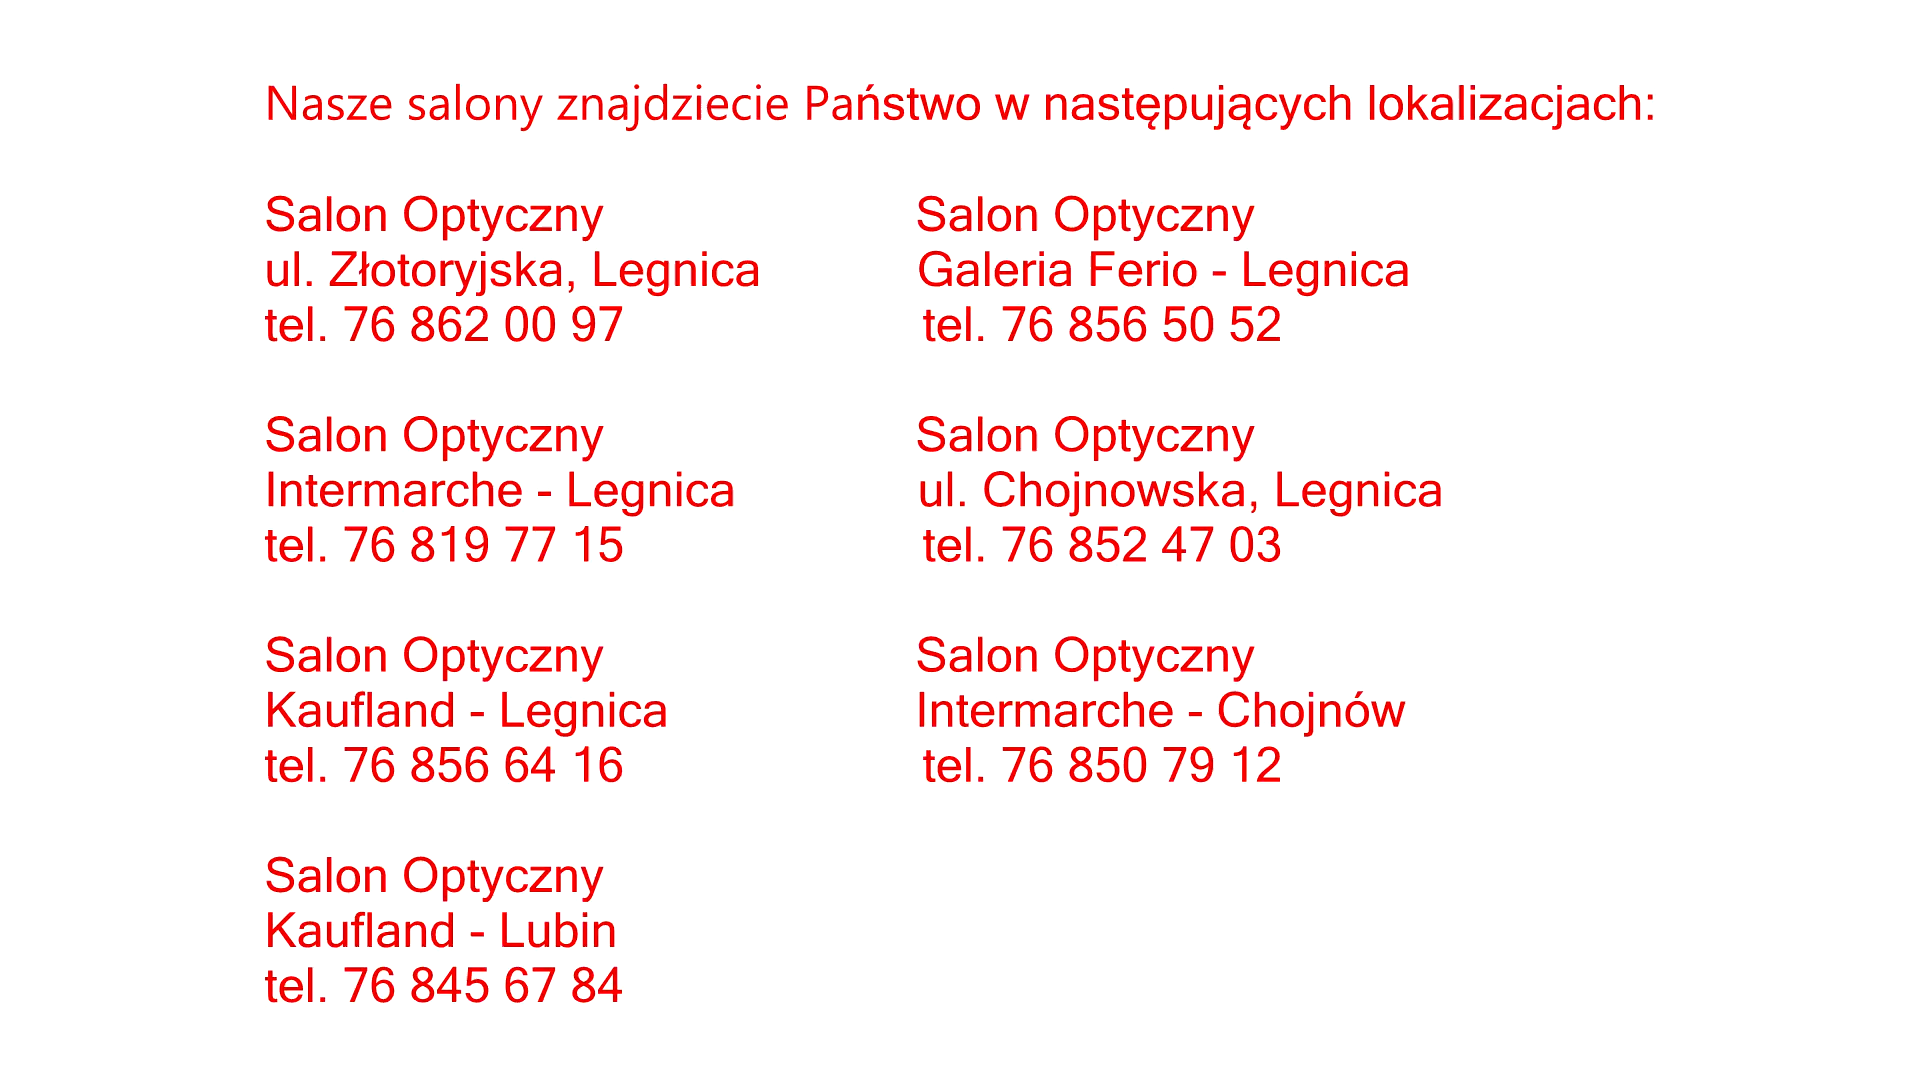 Nasze salony znajdziecie Państwo w następujących lokalizacjach:
Salon Optyczny
ul. Złotoryjska, Legnica
tel. 76 862 00 97
Salon Optyczny
Galeria Ferio - Legnica
tel. 76 856 50 52
Salon Optyczny
Intermarche - Legnica
tel. 76 819 77 15
Salon Optyczny
ul. Chojnowska, Legnica
tel. 76 852 47 03
Salon Optyczny
Kaufland - Legnica
tel. 76 856 64 16
Salon Optyczny
Intermarche - Chojnów
tel. 76 850 79 12
Salon Optyczny
Kaufland - Lubin
tel. 76 845 67 84